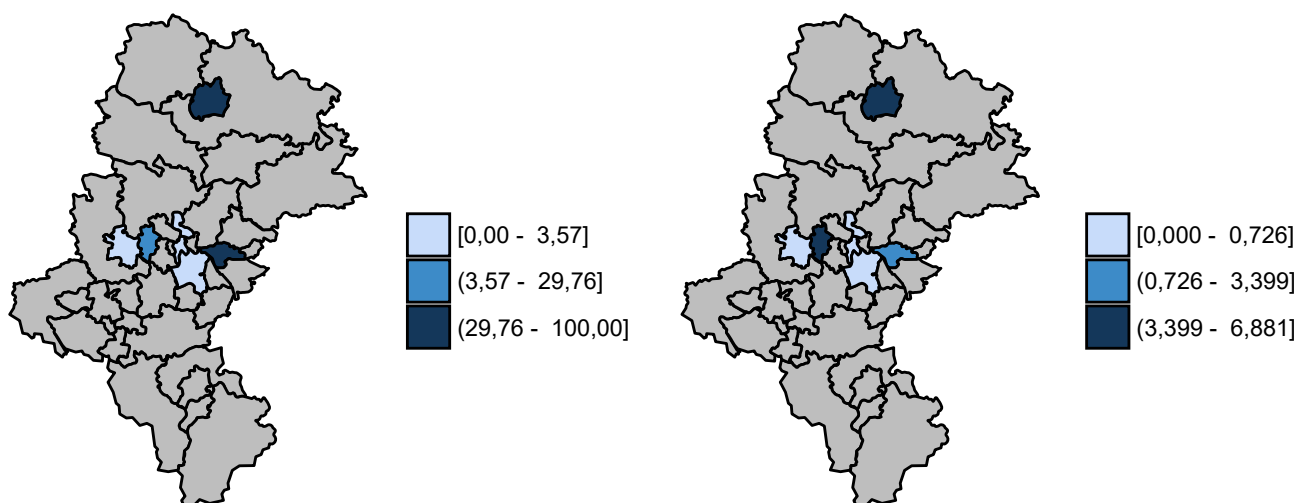 [0,00 - 3,57]
(3,57 - 29,76]
(29,76 - 100,00]
[0,000 - 0,726]
(0,726 - 3,399]
(3,399 - 6,881]